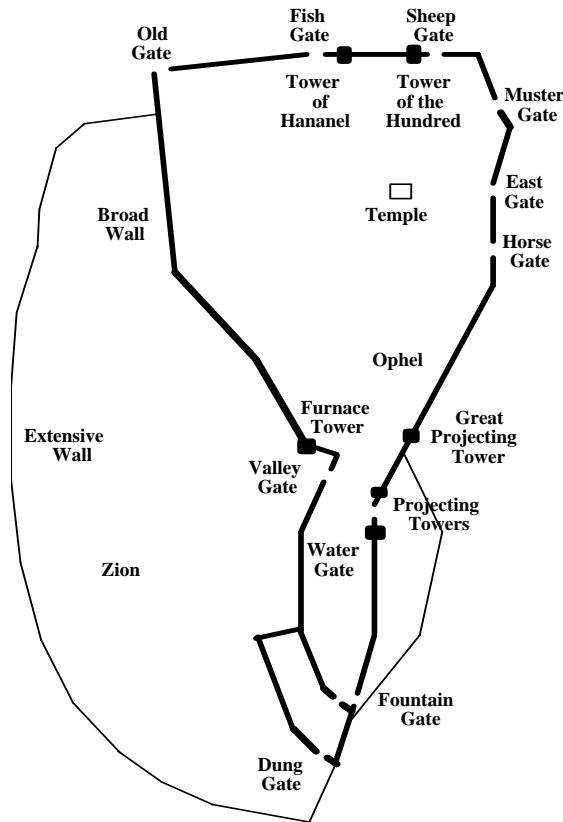 Old
Gate
Fish
Gate
Sheep
Gate
Tower
of
Hananel
Tower
of the
Hundred
Muster
Gate
Temple
East
Gate
Broad
Wall
Horse
Gate
Ophel
Furnace
Tower
Great
Projecting
Tower
Extensive
Wall
Valley
Gate
Projecting
Towers
Water
Gate
Zion
Fountain
Gate
Dung
Gate